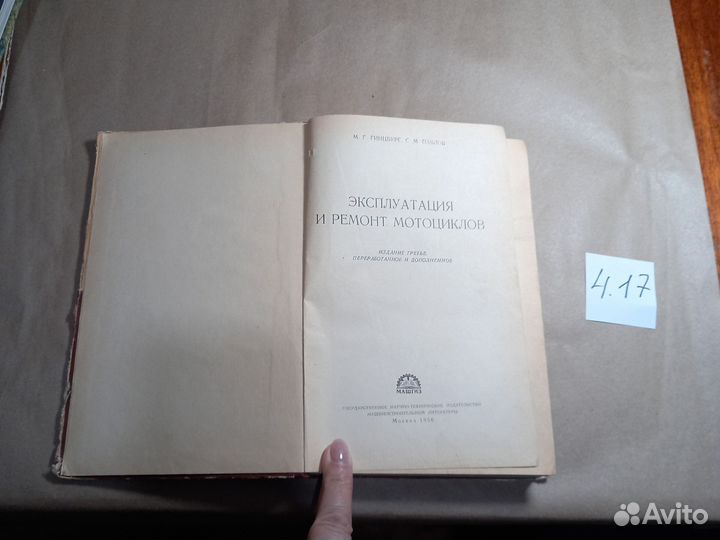 М. Г. ГИНЦБУРГ, С. М. ПАВЛОВ
ЭКСПЛУАТАЦИЯ
И РЕМОНТ МОТОЦИКЛОВ
ИЗДАНИЕ ТРЕТЬЕ,
ПЕРЕРАБОТАННОЕ И ДОПОЛНЕННОЕ
МАШГИЗ
ГОСУДАРСТВЕННОЕ НАУЧНО-ТЕХНИЧЕСКОЕ ИЗДАТЕЛЬСТВО
МАШИНОСТРОИТЕЛЬНОЙ ЛИТЕРАТУРЫ
Москва 1956
4.17
Avito